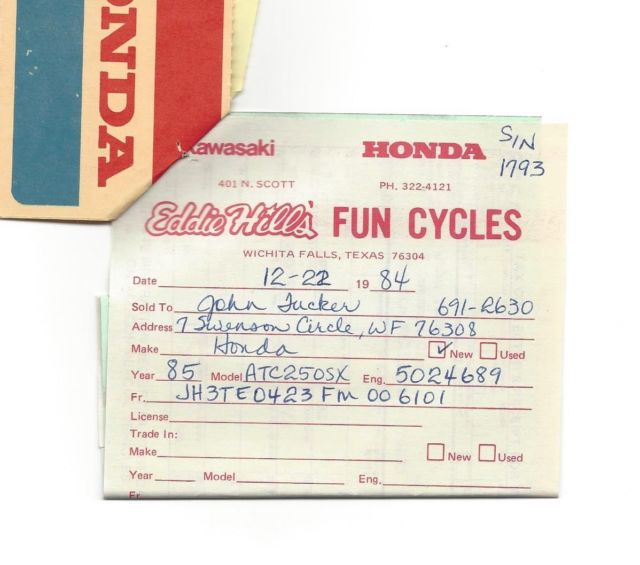 HONDA
Kawasaki HONDA S/N
1793
401 N. SCOTT PH. 322-4121
Eddie Hill's FUN CYCLES
WICHITA FALLS, TEXAS 76304
Date 12-22 19 84
Sold To John Tucker 691-2630
Address 7 Swenson Circle, WF 76308
Make Honda New Used
Year 85 Model ATC250SX Eng. 5024689
Fr. JH3TE0423FM006101
License
Trade In:
Make New Used
Year Model Eng.
Fr.